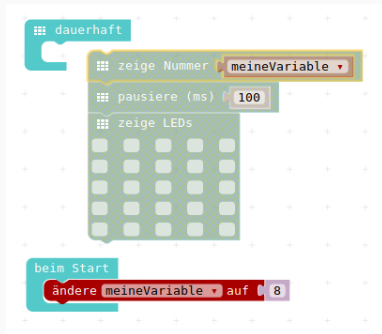 dauerhaft
zeige Nummer meineVariable
pausiere (ms) 100
zeige LEDs
beim Start
ändere meineVariable auf 8